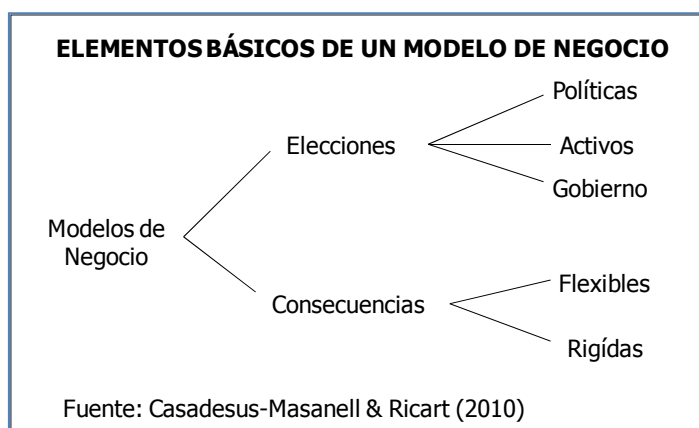 ELEMENTOS BÁSICOS DE UN MODELO DE NEGOCIO
Políticas
Elecciones
Activos
Gobierno
Modelos de
Negocio
Flexibles
Consecuencias
Rigídas
Fuente: Casadesus-Masanell & Ricart (2010)